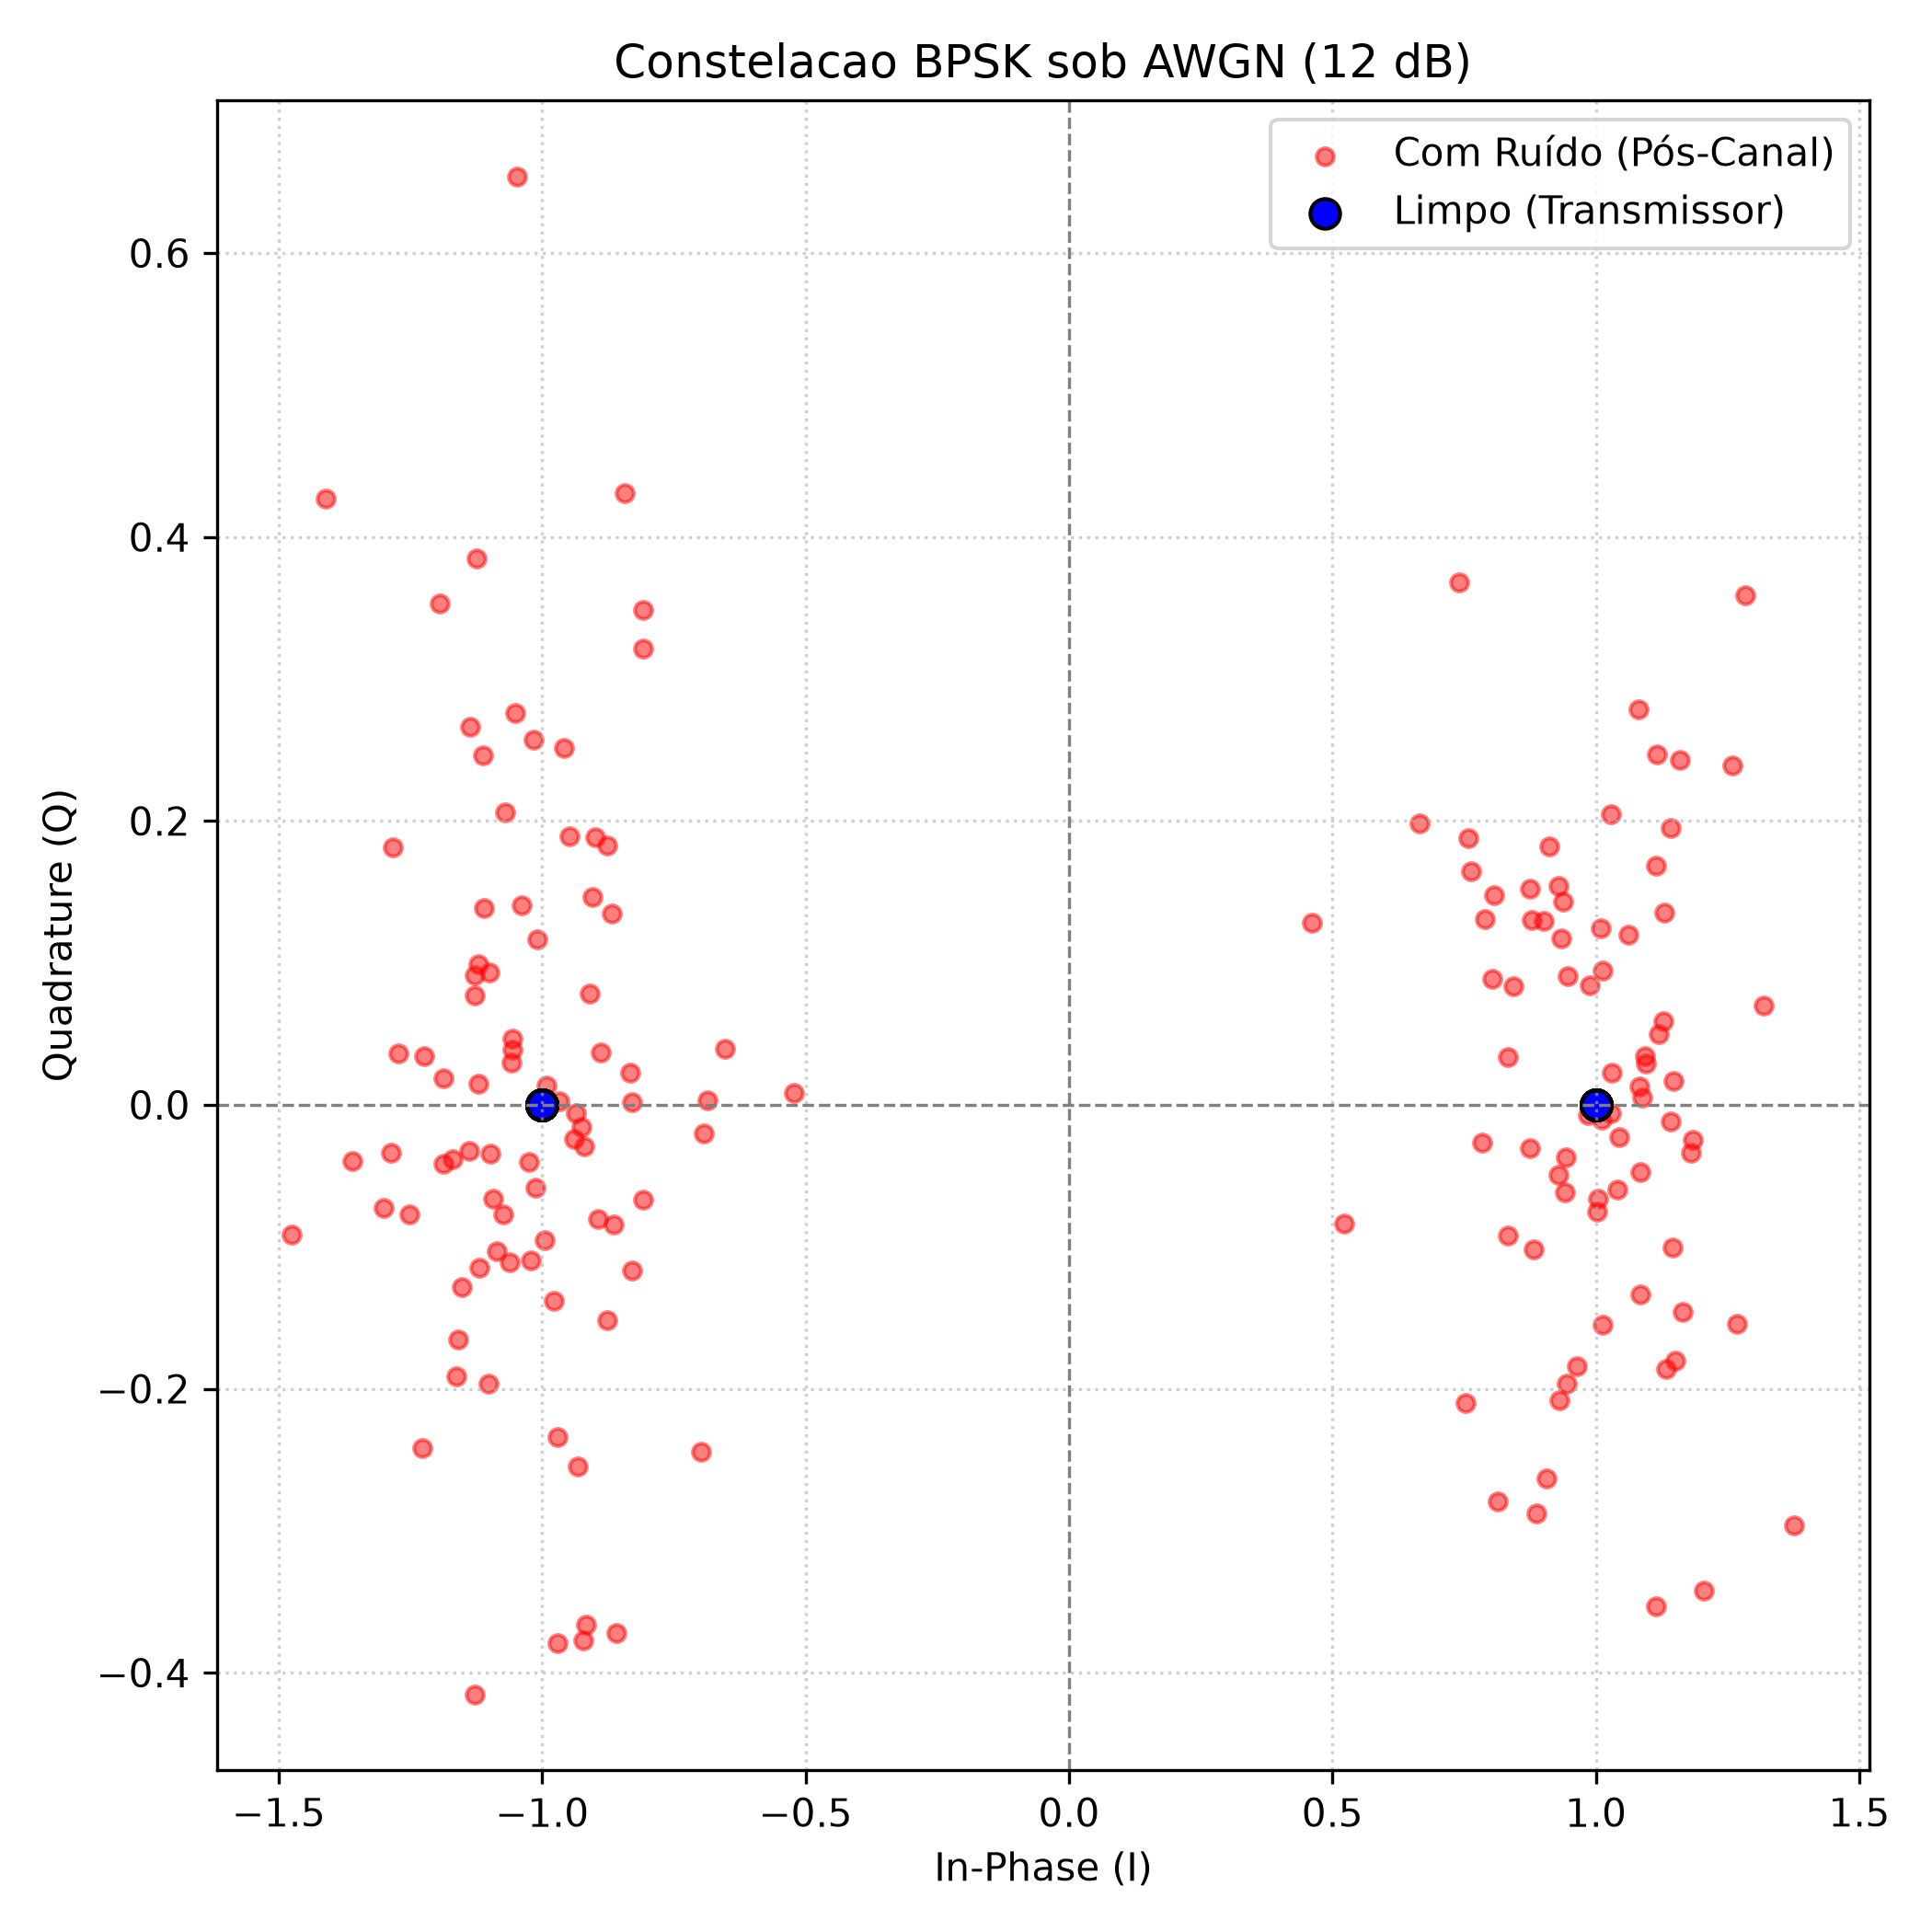 Constelacao BPSK sob AWGN (12 dB)
Com Ruído (Pós-Canal)
Limpo (Transmissor)
0.6
0.4
0.2
0.0
−0.2
−0.4
Quadrature (Q)
−1.5 −1.0 −0.5 0.0 0.5 1.0 1.5
In-Phase (I)